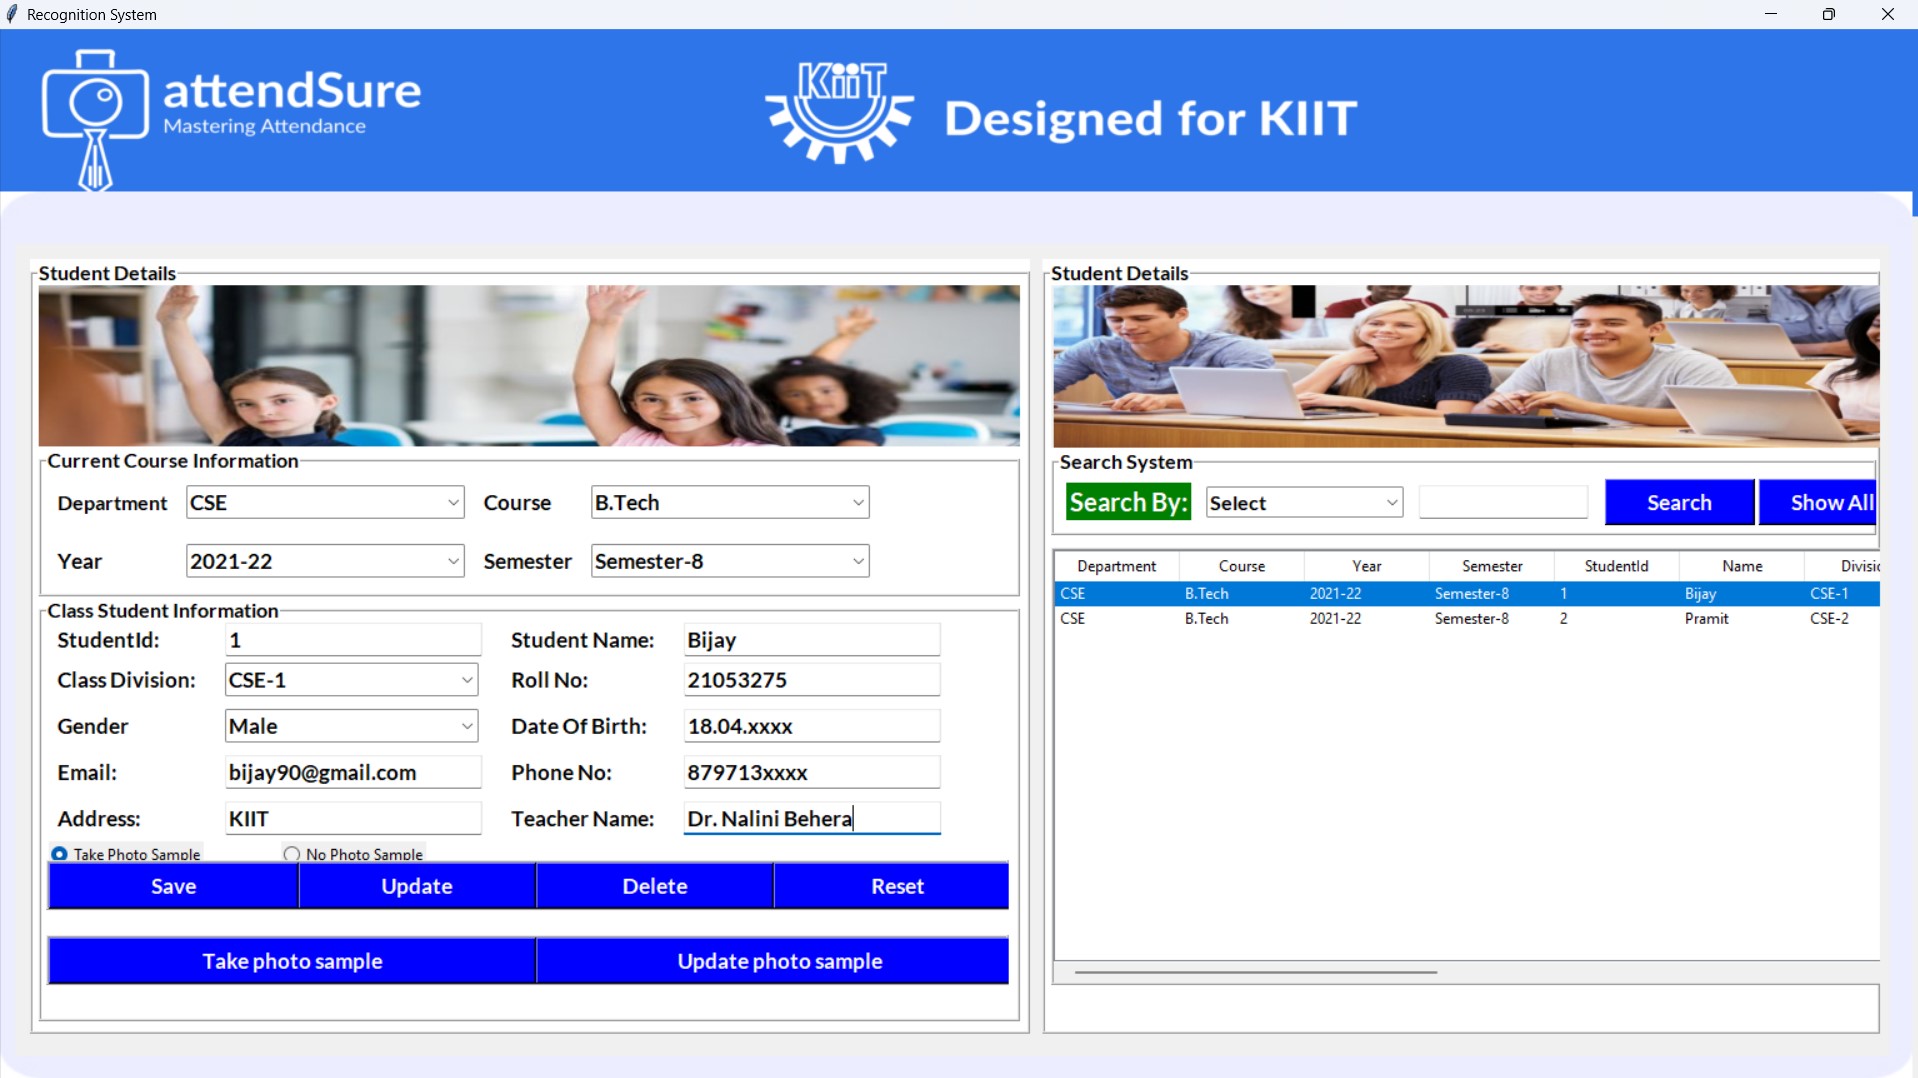 Recognition System
attendSure
Mastering Attendance
KiiT
Designed for KIIT
Student Details
Current Course Information
Department CSE Course B.Tech
Year 2021-22 Semester Semester-8
Class Student Information
StudentId: 1 Student Name: Bijay
Class Division: CSE-1 Roll No: 21053275
Gender Male Date Of Birth: 18.04.xxxx
Email: bijay90@gmail.com Phone No: 879713xxxx
Address: KIIT Teacher Name: Dr. Nalini Behera
Take Photo Sample No Photo Sample
Save Update Delete Reset
Take photo sample Update photo sample
Student Details
Search System
Search By: Select Search Show All
Department Course Year Semester StudentId Name Divisio
CSE B.Tech 2021-22 Semester-8 1 Bijay CSE-1
CSE B.Tech 2021-22 Semester-8 2 Pramit CSE-2